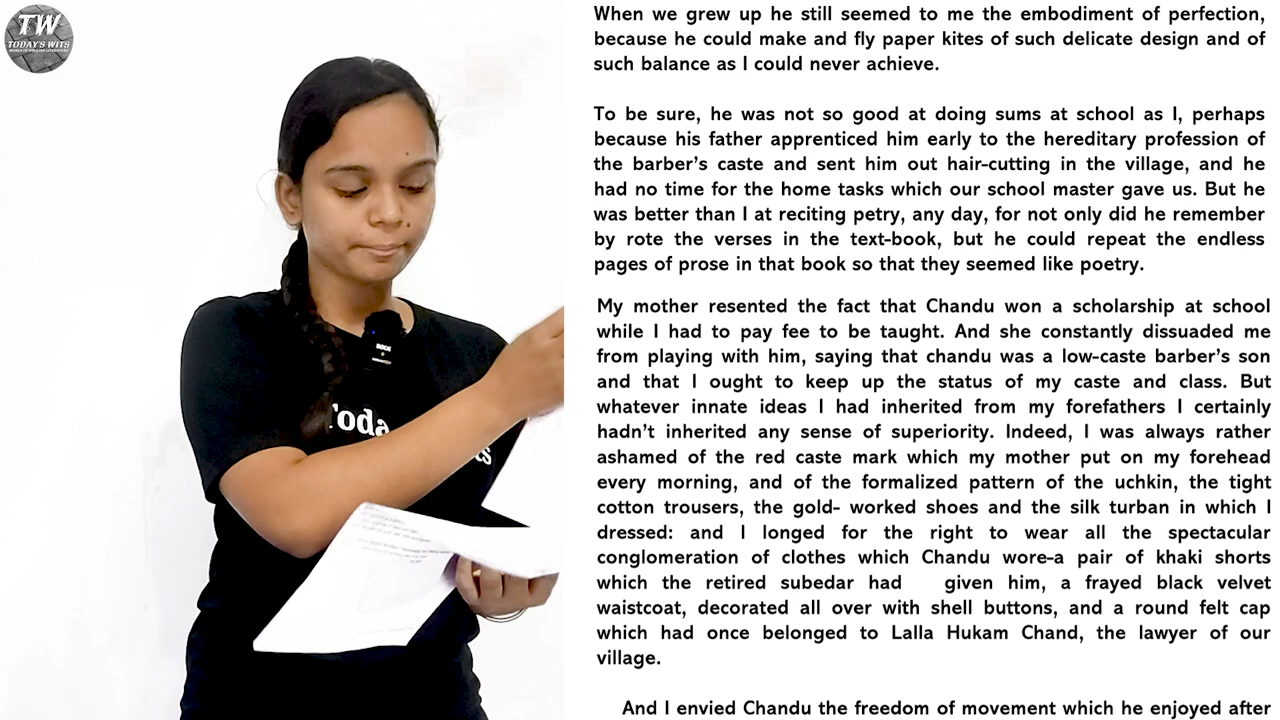 TW
TODAY'S WITS
When we grew up he still seemed to me the embodiment of perfection,
because he could make and fly paper kites of such delicate design and of
such balance as I could never achieve.
To be sure, he was not so good at doing sums at school as I, perhaps
because his father apprenticed him early to the hereditary profession of
the barber's caste and sent him out hair-cutting in the village, and he
had no time for the home tasks which our school master gave us. But he
was better than I at reciting petry, any day, for not only did he remember
by rote the verses in the text-book, but he could repeat the endless
pages of prose in that book so that they seemed like poetry.
My mother resented the fact that Chandu won a scholarship at school
while I had to pay fee to be taught. And she constantly dissuaded me
from playing with him, saying that chandu was a low-caste barber's son
and that I ought to keep up the status of my caste and class. But
whatever innate ideas I had inherited from my forefathers I certainly
hadn't inherited any sense of superiority. Indeed, I was always rather
ashamed of the red caste mark which my mother put on my forehead
every morning, and of the formalized pattern of the uchkin, the tight
cotton trousers, the gold- worked shoes and the silk turban in which I
dressed: and I longed for the right to wear all the spectacular
conglomeration of clothes which Chandu wore-a pair of khaki shorts
which the retired subedar had given him, a frayed black velvet
waistcoat, decorated all over with shell buttons, and a round felt cap
which had once belonged to Lalla Hukam Chand, the lawyer of our
village.
And I envied Chandu the freedom of movement which he enjoyed after